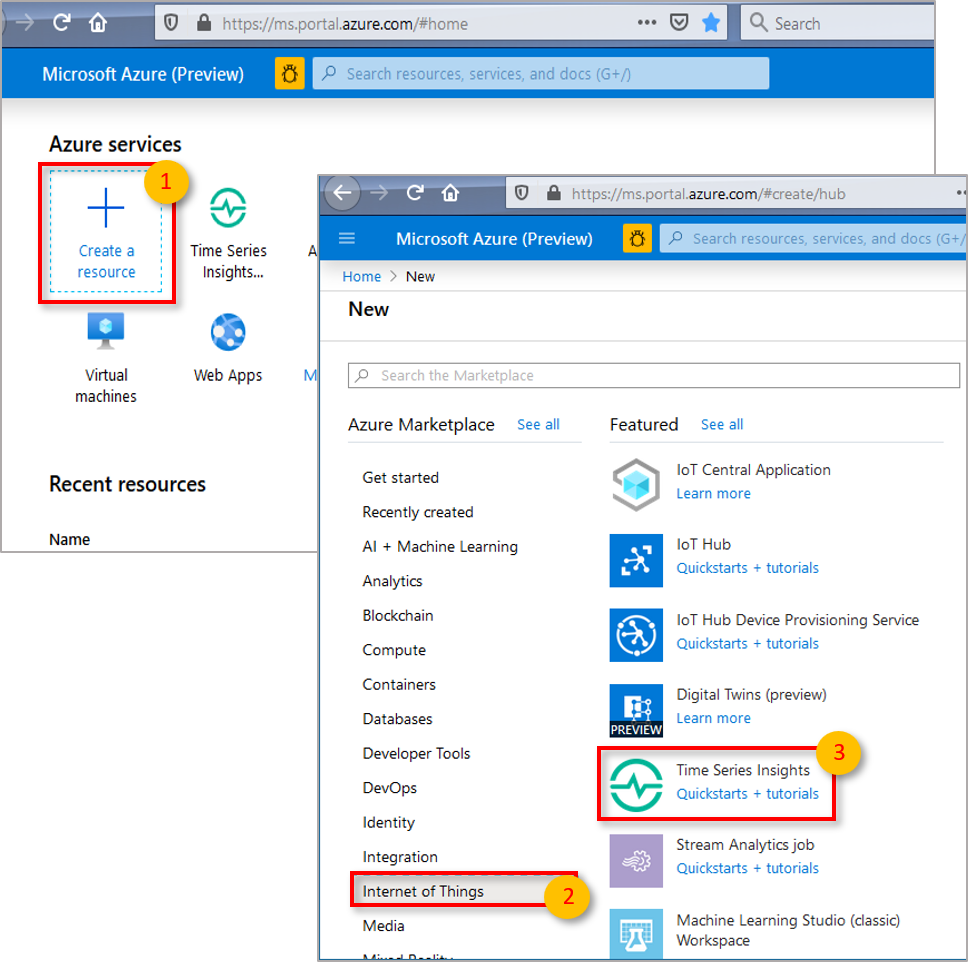 https://ms.portal.azure.com/#home
Search
Microsoft Azure (Preview)
Search resources, services, and docs (G+/)
Azure services
1
Create a
resource
Time Series
Insights...
A
Virtual
machines
Web Apps
M
Recent resources
Name
https://ms.portal.azure.com/#create/hub
Microsoft Azure (Preview)
Search resources, services, and docs (G+/
Home > New
New
Search the Marketplace
Azure Marketplace See all
Get started
Recently created
AI + Machine Learning
Analytics
Blockchain
Compute
Containers
Databases
Developer Tools
DevOps
Identity
Integration
Internet of Things
2
Media
Mixed Reality
Featured See all
IoT Central Application
Learn more
IoT Hub
Quickstarts + tutorials
IoT Hub Device Provisioning Service
Quickstarts + tutorials
PREVIEW
Digital Twins (preview)
Learn more
3
Time Series Insights
Quickstarts + tutorials
Stream Analytics job
Quickstarts + tutorials
Machine Learning Studio (classic)
Workspace